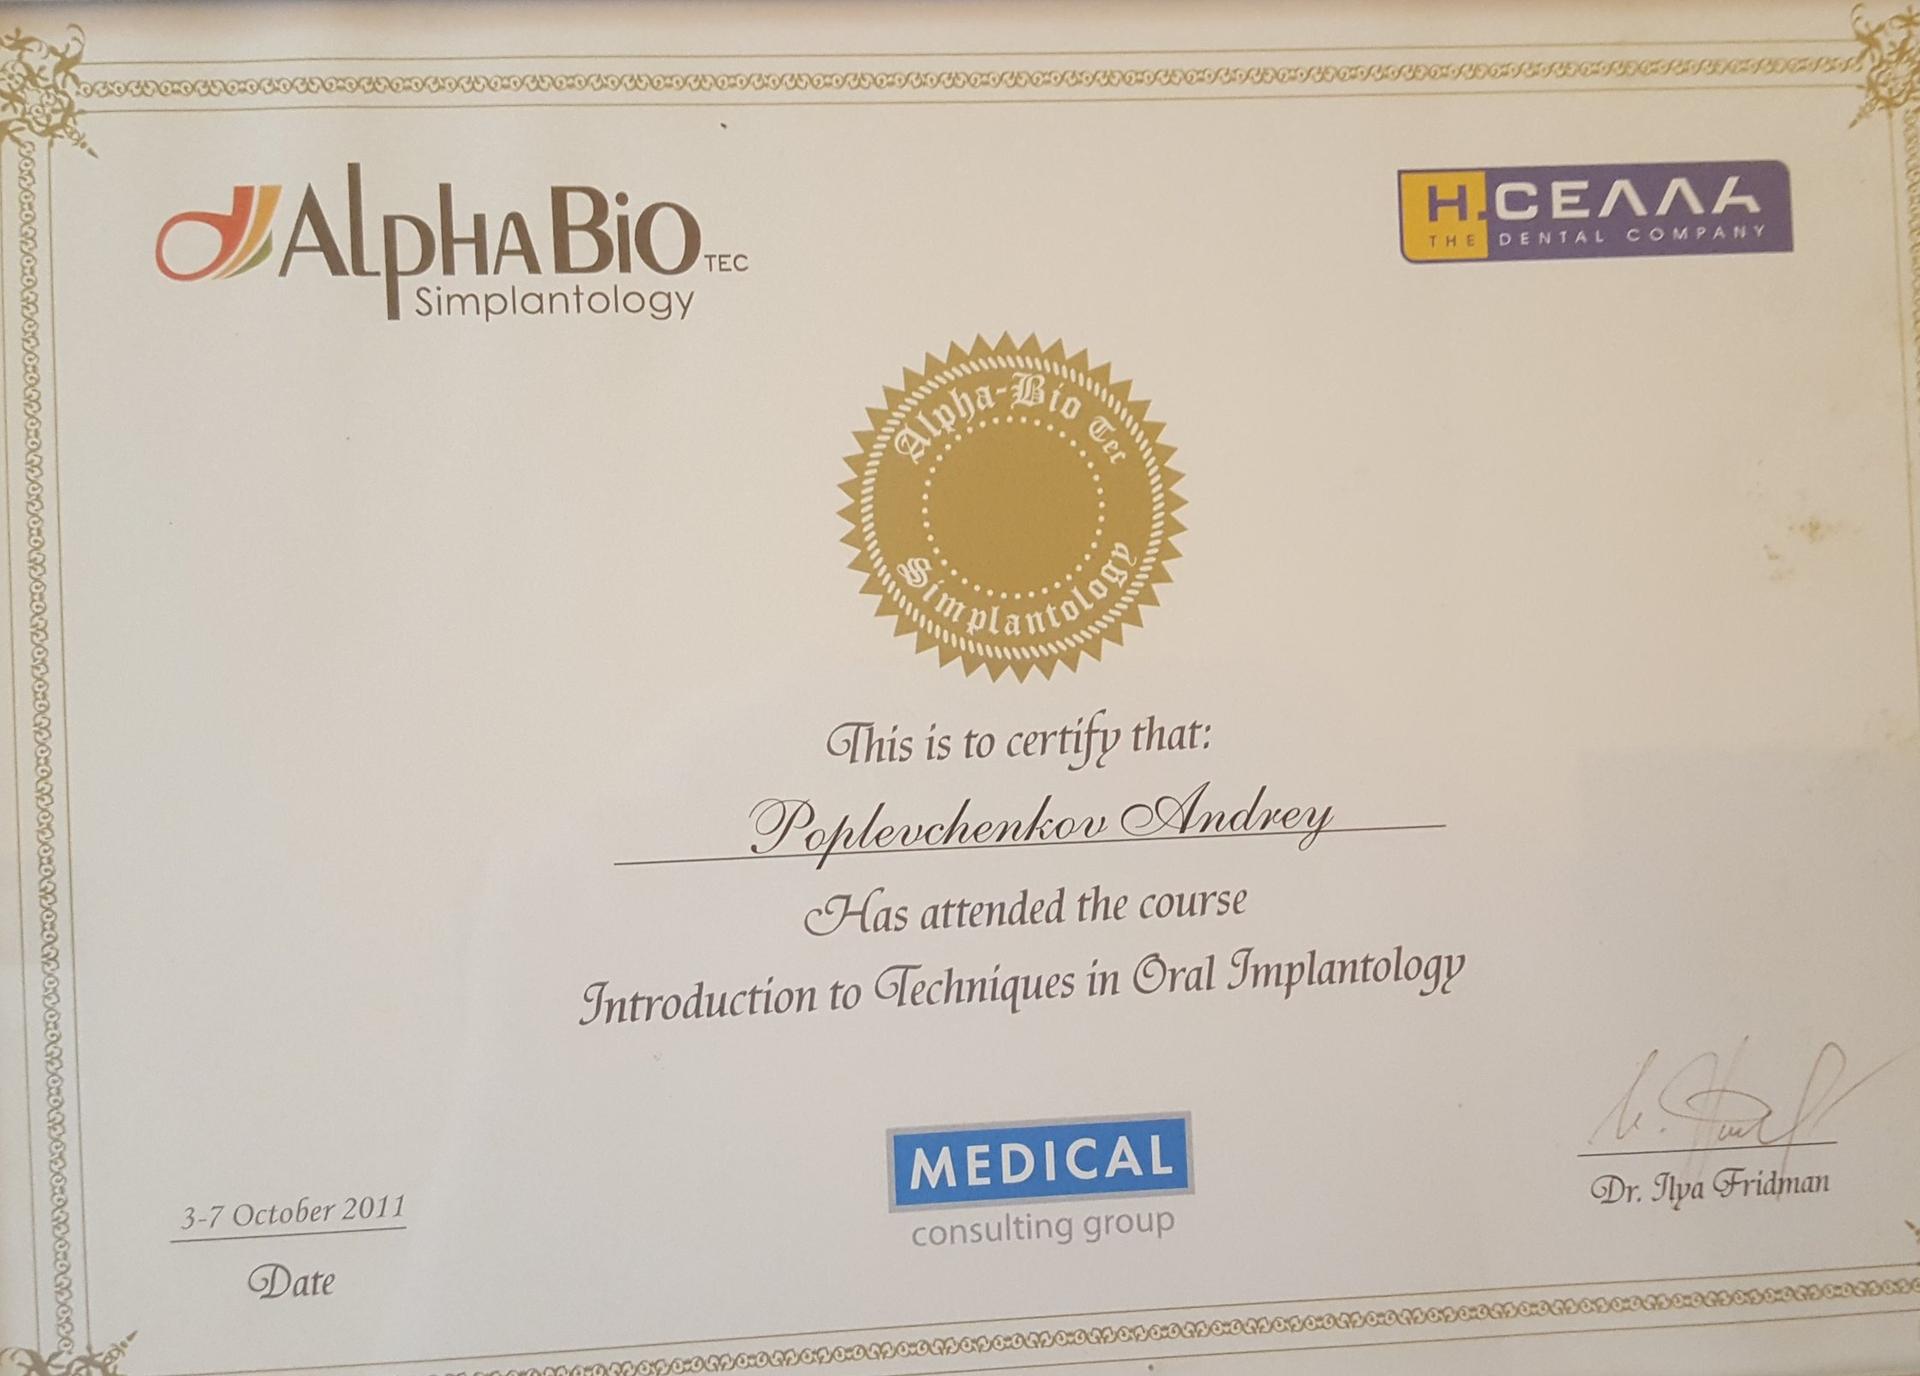 AlphaBio TEC
Simplantology
Н.СЕЛЛА
THE DENTAL COMPANY
Alpha-Bio Tec
Simplantology
This is to certify that:
Poplevchenkov Andrey
Has attended the course
Introduction to Techniques in Oral Implantology
MEDICAL
consulting group
3-7 October 2011
Date
Dr. Ilya Fridman